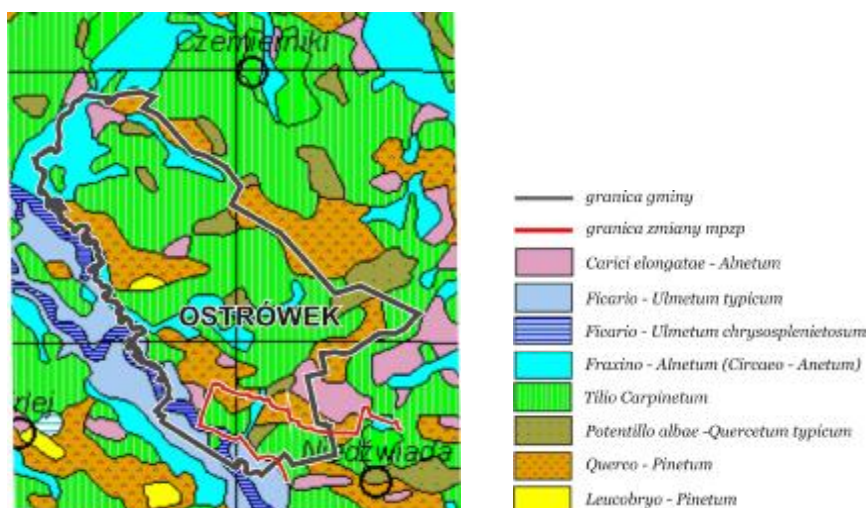 Czemierniki
OSTRÓWEK
Niedźwiada
granica gminy
granica zmiany mpzp
Carici elongatae - Alnetum
Ficario - Ulmetum typicum
Ficario - Ulmetum chrysosplenietosum
Fraxino - Alnetum (Circaeo - Anetum)
Tilio Carpinetum
Potentillo albae -Quercetum typicum
Querco - Pinetum
Leucobryo - Pinetum